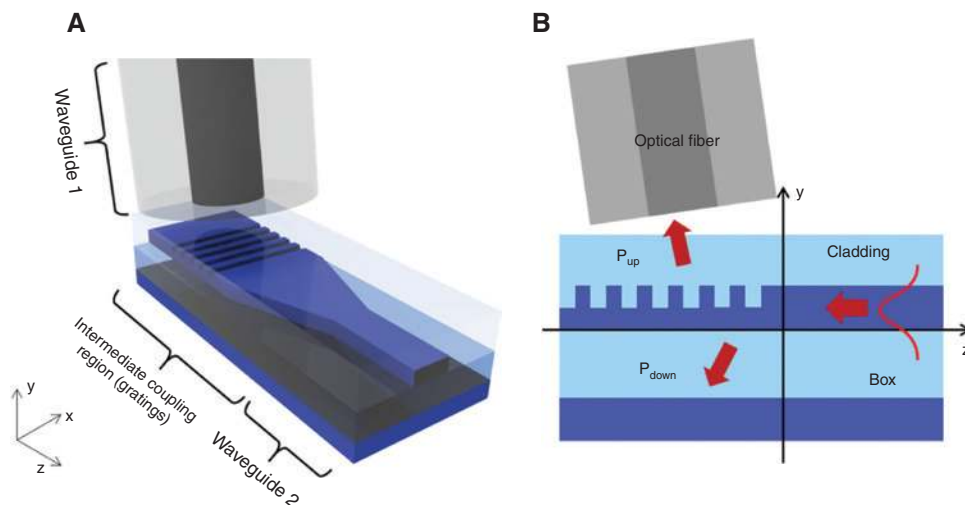 A
Waveguide 1
Intermediate coupling
region (gratings)
Waveguide 2
y
x
z
B
Optical fiber
y
P_up
Cladding
z
P_down
Box